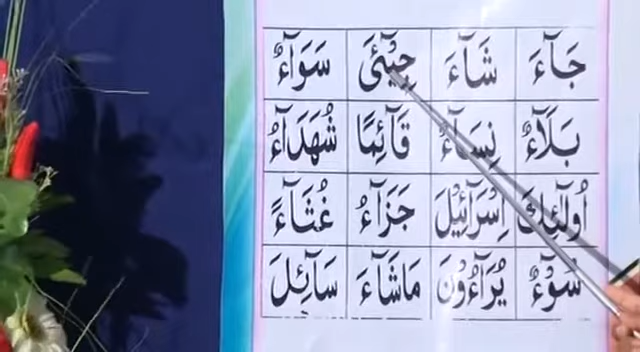 جَآءَ شَآءَ جِيْٓئَ سَوَآءٌ
بَلَآءٌ نِسَآءٌ قَآئِمًا شُهَدَآءُ
اُولٰٓئِكَ اِسْرَآئِيْلَ جَزَآءُ غُثَآءً
سُوْٓءٌ يُرَآءُوْنَ مَاشَآءَ سَآئِلَ